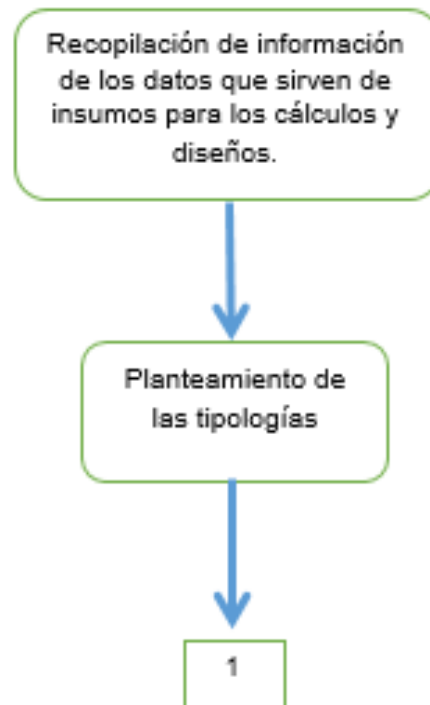 Recopilación de información
de los datos que sirven de
insumos para los cálculos y
diseños.
Planteamiento de
las tipologías
1